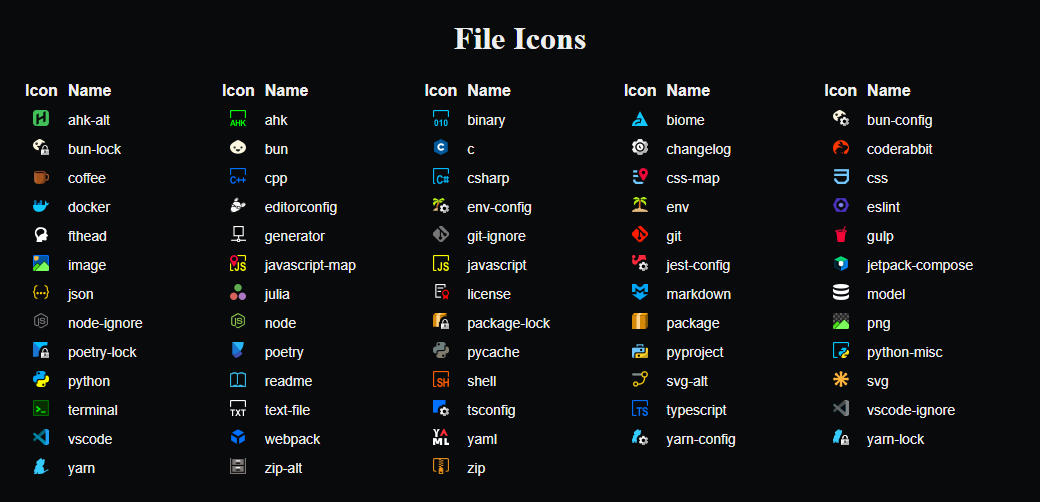 File Icons
Icon Name Icon Name Icon Name Icon Name Icon Name
ahk-alt AHK ahk 010 binary biome bun-config
bun-lock bun C c changelog coderabbit
coffee C++ cpp C# csharp css-map css
docker editorconfig env-config env eslint
fthead generator git-ignore git gulp
image JS javascript-map JS javascript jest-config jetpack-compose
json julia license markdown model
JS node-ignore JS node package-lock package png
poetry-lock poetry pycache pyproject python-misc
python readme SH shell svg-alt svg
terminal TXT text-file tsconfig TS typescript vscode-ignore
vscode webpack YAML yaml yarn-config yarn-lock
yarn zip-alt zip